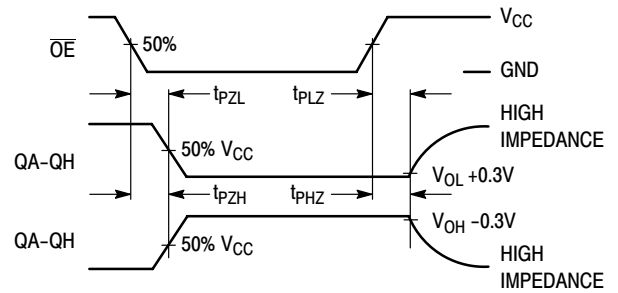 V_CC
O̅E̅ 50%
GND
t_PZL t_PLZ
HIGH
IMPEDANCE
QA-QH 50% V_CC
V_OL +0.3V
t_PZH t_PHZ
V_OH -0.3V
QA-QH 50% V_CC
HIGH
IMPEDANCE